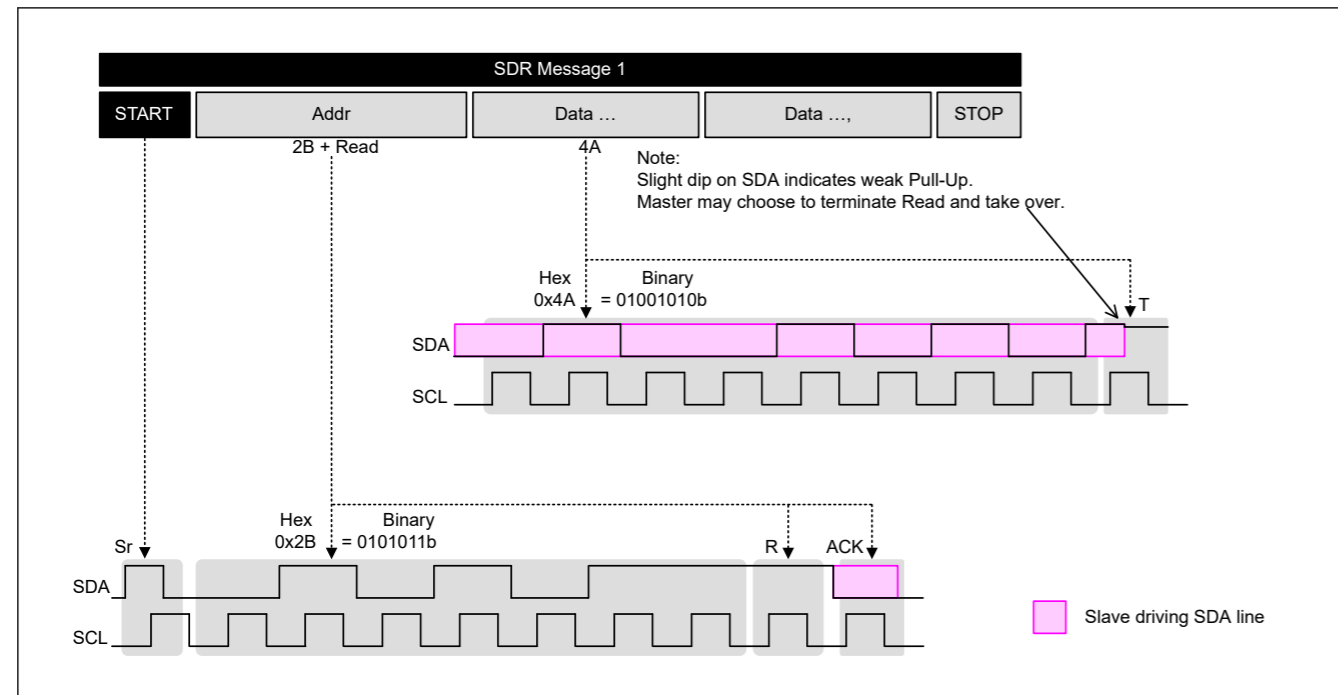 SDR Message 1
START Addr Data … Data …, STOP
2B + Read 4A
Note:
Slight dip on SDA indicates weak Pull-Up.
Master may choose to terminate Read and take over.
Hex Binary
0x4A = 01001010b
T
SDA
SCL
Hex Binary
0x2B = 0101011b
Sr R ACK
SDA
SCL
Slave driving SDA line